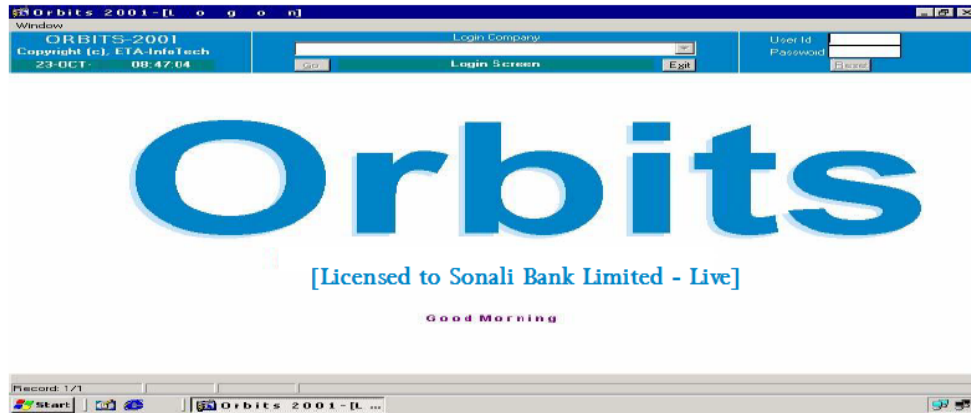 Orbits 2001-[L o g o n]
Window
ORBITS-2001
Copyright (c), ETA-InfoTech
23-OCT- 08:47:04
Login Company
Go
Login Screen
Exit
User Id
Password
Reset
Orbits
[Licensed to Sonali Bank Limited - Live]
Good Morning
Record: 1/1
Start
Orbits 2001-[L ...